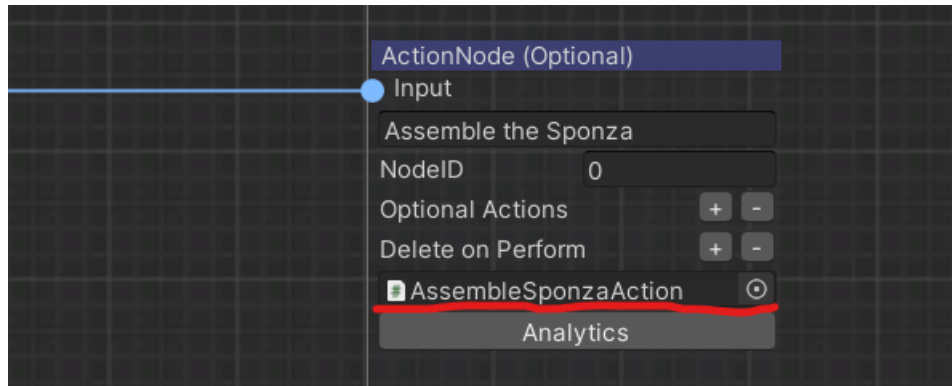 ActionNode (Optional)
Input
Assemble the Sponza
NodeID 0
Optional Actions + -
Delete on Perform + -
AssembleSponzaAction
Analytics